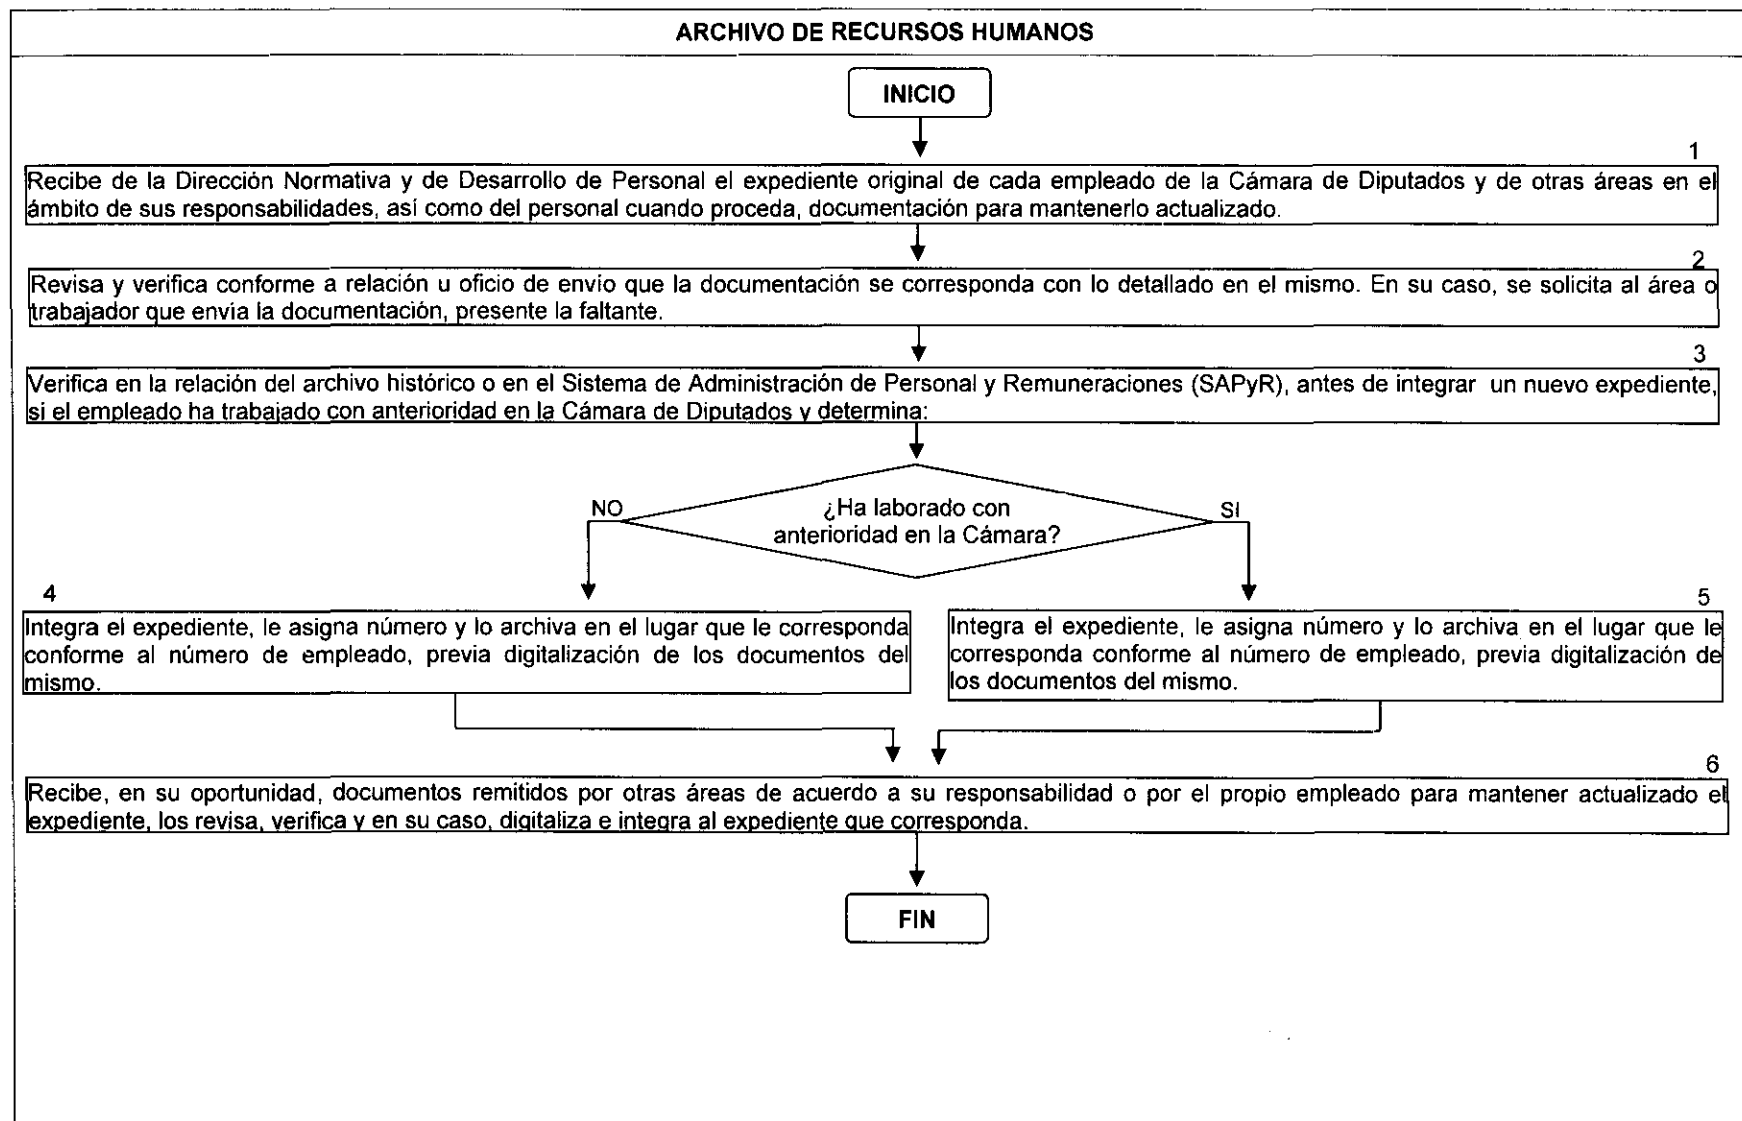 ARCHIVO DE RECURSOS HUMANOS
INICIO
1
Recibe de la Dirección Normativa y de Desarrollo de Personal el expediente original de cada empleado de la Cámara de Diputados y de otras áreas en el
ámbito de sus responsabilidades, así como del personal cuando proceda, documentación para mantenerlo actualizado.
2
Revisa y verifica conforme a relación u oficio de envío que la documentación se corresponda con lo detallado en el mismo. En su caso, se solicita al área o
trabajador que envía la documentación, presente la faltante.
3
Verifica en la relación del archivo histórico o en el Sistema de Administración de Personal y Remuneraciones (SAPyR), antes de integrar un nuevo expediente,
si el empleado ha trabajado con anterioridad en la Cámara de Diputados y determina:
NO
¿Ha laborado con
anterioridad en la Cámara?
SI
4
Integra el expediente, le asigna número y lo archiva en el lugar que le corresponda
conforme al número de empleado, previa digitalización de los documentos del
mismo.
5
Integra el expediente, le asigna número y lo archiva en el lugar que le
corresponda conforme al número de empleado, previa digitalización de
los documentos del mismo.
6
Recibe, en su oportunidad, documentos remitidos por otras áreas de acuerdo a su responsabilidad o por el propio empleado para mantener actualizado el
expediente, los revisa, verifica y en su caso, digitaliza e integra al expediente que corresponda.
FIN